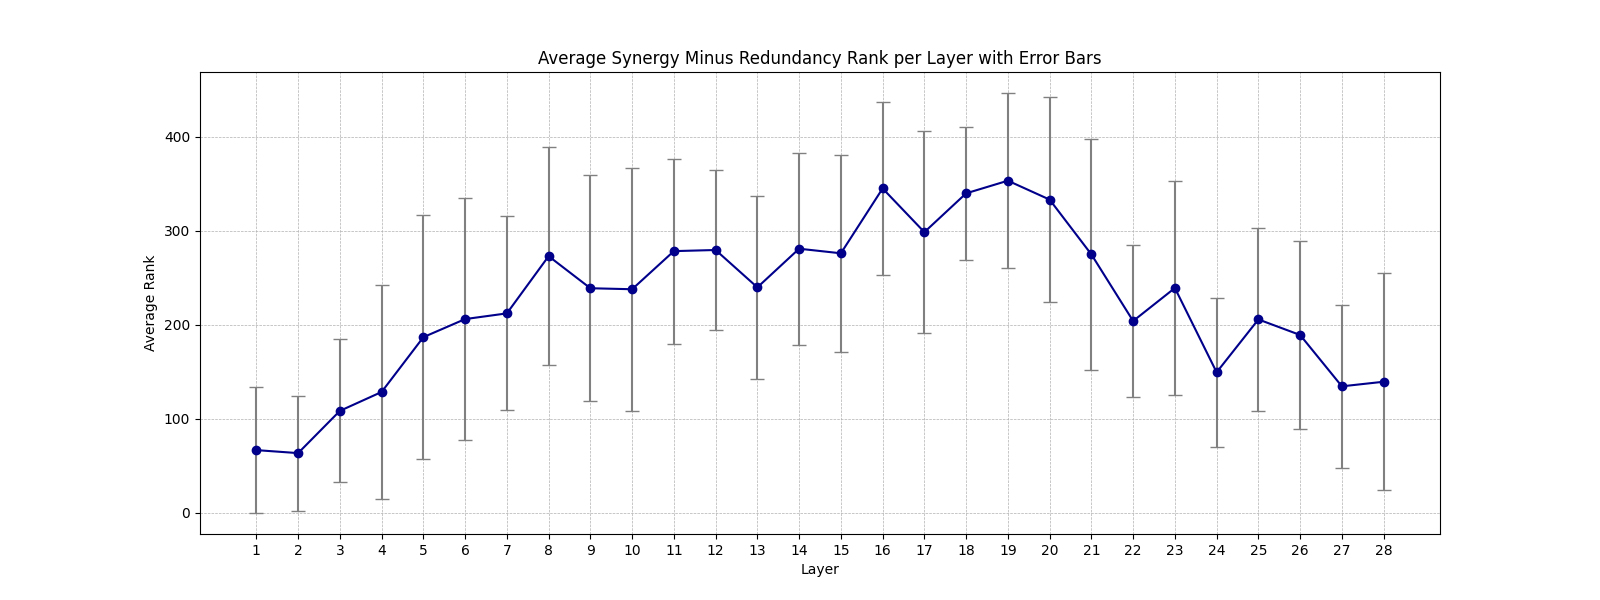 Average Synergy Minus Redundancy Rank per Layer with Error Bars
Average Rank
400
300
200
100
0
1 2 3 4 5 6 7 8 9 10 11 12 13 14 15 16 17 18 19 20 21 22 23 24 25 26 27 28
Layer